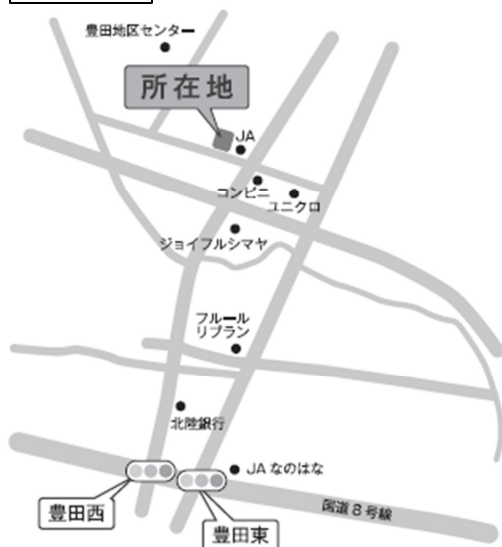 豊田地区センター
所在地
JA
コンビニ
ユニクロ
ジョイフルシマヤ
フルール
リブラン
北陸銀行
JA なのはな
国道8号線
豊田西
豊田東